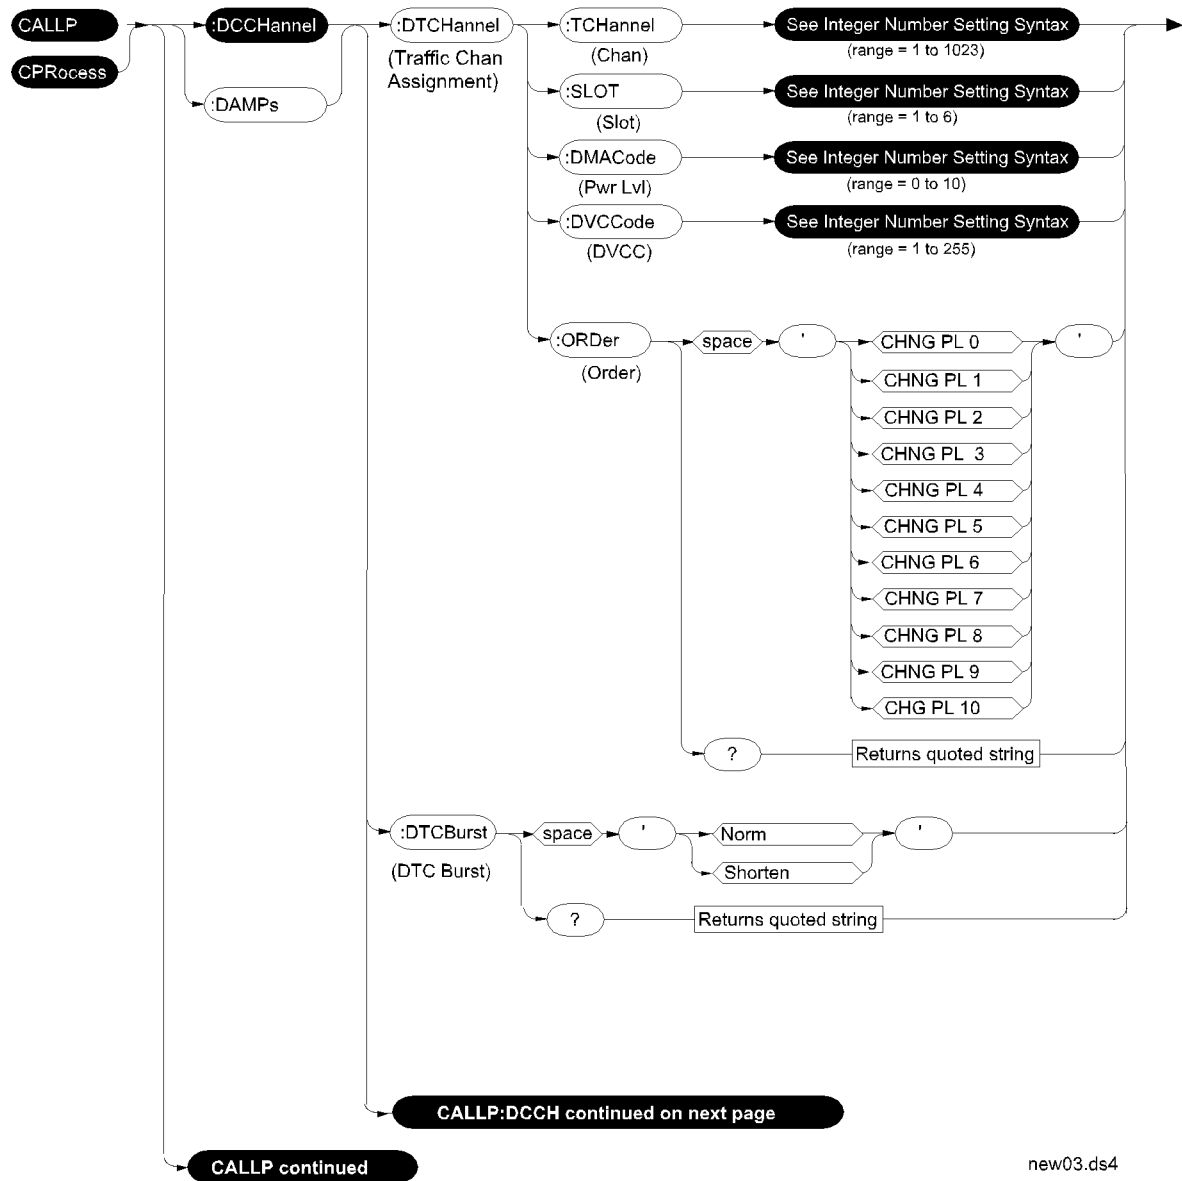 CALLP
CPRocess
:DCCHannel
:DAMPs
:DTCHannel
(Traffic Chan
Assignment)
:TCHannel
(Chan)
See Integer Number Setting Syntax
(range = 1 to 1023)
:SLOT
(Slot)
See Integer Number Setting Syntax
(range = 1 to 6)
:DMACode
(Pwr Lvl)
See Integer Number Setting Syntax
(range = 0 to 10)
:DVCCode
(DVCC)
See Integer Number Setting Syntax
(range = 1 to 255)
:ORDer
(Order)
space
'
CHNG PL 0
'
CHNG PL 1
CHNG PL 2
CHNG PL  3
CHNG PL 4
CHNG PL 5
CHNG PL 6
CHNG PL 7
CHNG PL 8
CHNG PL 9
CHG PL 10
?
Returns quoted string
:DTCBurst
(DTC Burst)
space
'
Norm
'
Shorten
?
Returns quoted string
CALLP:DCCH continued on next page
CALLP continued
new03.ds4